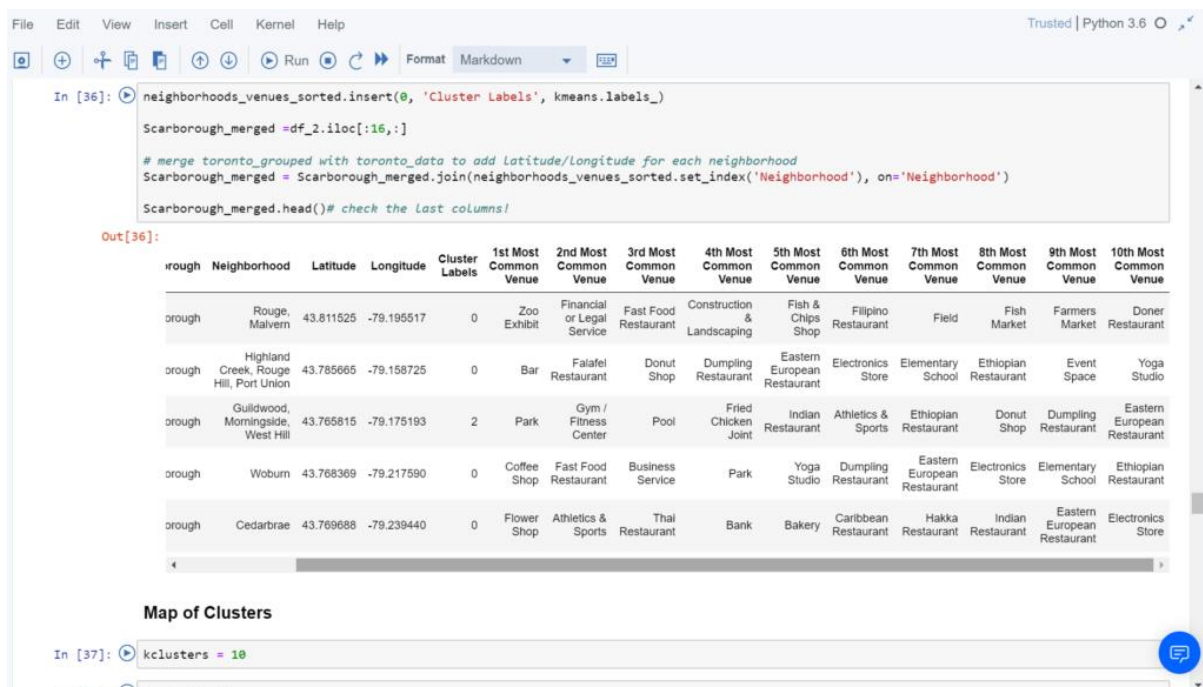 File Edit View Insert Cell Kernel Help Trusted | Python 3.6
Run Format Markdown
In [36]: neighborhoods_venues_sorted.insert(0, 'Cluster Labels', kmeans.labels_)
Scarborough_merged =df_2.iloc[:16,:]
# merge toronto_grouped with toronto_data to add latitude/longitude for each neighborhood
Scarborough_merged = Scarborough_merged.join(neighborhoods_venues_sorted.set_index('Neighborhood'), on='Neighborhood')
Scarborough_merged.head()# check the last columns!
Out[36]:
orough Neighborhood Latitude Longitude Cluster Labels 1st Most Common Venue 2nd Most Common Venue 3rd Most Common Venue 4th Most Common Venue 5th Most Common Venue 6th Most Common Venue 7th Most Common Venue 8th Most Common Venue 9th Most Common Venue 10th Most Common Venue
orough Rouge, Malvern 43.811525 -79.195517 0 Zoo Exhibit Financial or Legal Service Fast Food Restaurant Construction & Landscaping Fish & Chips Shop Filipino Restaurant Field Fish Market Farmers Market Doner Restaurant
orough Highland Creek, Rouge Hill, Port Union 43.785665 -79.158725 0 Bar Falafel Restaurant Donut Shop Dumpling Restaurant Eastern European Restaurant Electronics Store Elementary School Ethiopian Restaurant Event Space Yoga Studio
orough Guildwood, Morningside, West Hill 43.765815 -79.175193 2 Park Gym / Fitness Center Pool Fried Chicken Joint Indian Restaurant Athletics & Sports Ethiopian Restaurant Donut Shop Dumpling Restaurant Eastern European Restaurant
orough Woburn 43.768369 -79.217590 0 Coffee Shop Fast Food Restaurant Business Service Park Yoga Studio Dumpling Restaurant Eastern European Restaurant Electronics Store Elementary School Ethiopian Restaurant
orough Cedarbrae 43.769688 -79.239440 0 Flower Shop Athletics & Sports Thai Restaurant Bank Bakery Caribbean Restaurant Hakka Restaurant Indian Restaurant Eastern European Restaurant Electronics Store
Map of Clusters
In [37]: kclusters = 10